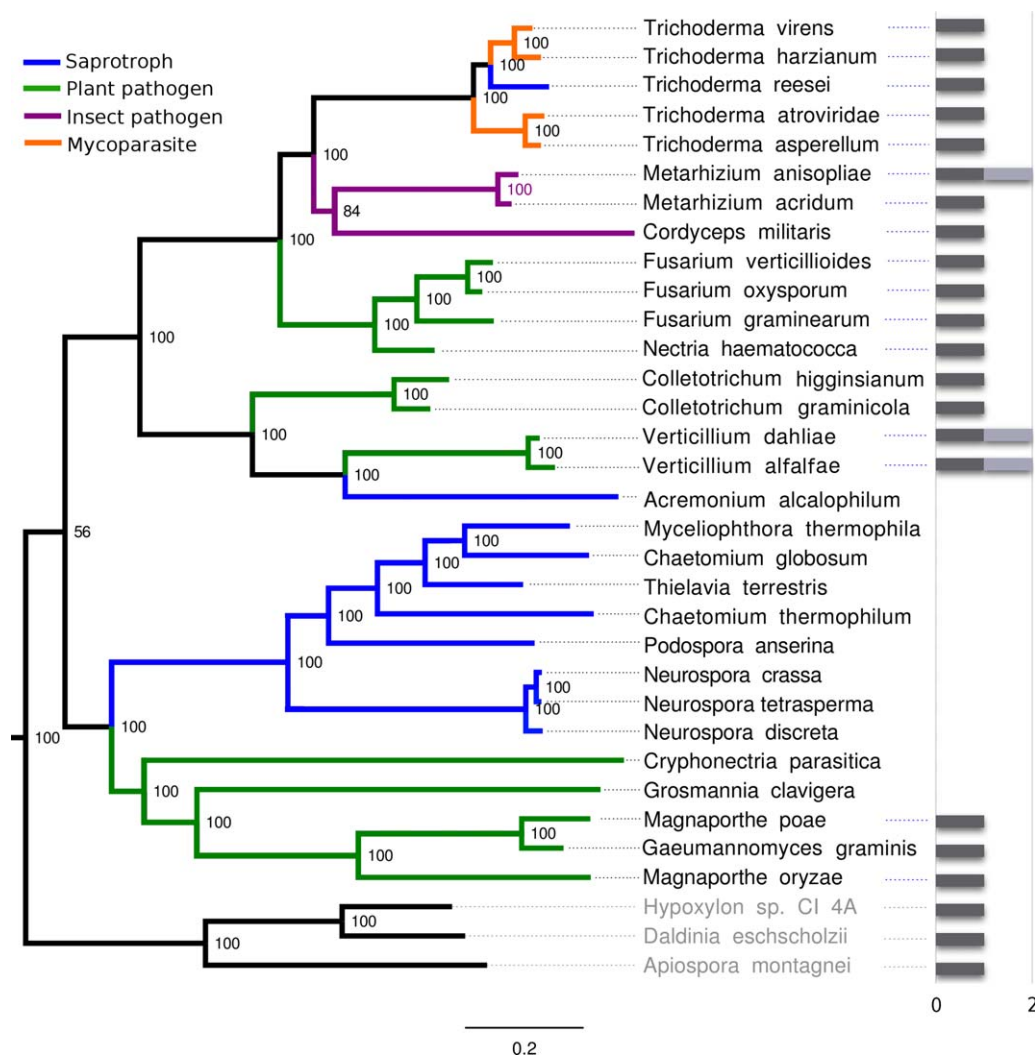 Saprotroph
Plant pathogen
Insect pathogen
Mycoparasite
Trichoderma virens
100
Trichoderma harzianum
100
Trichoderma reesei
100
Trichoderma atroviridae
100
Trichoderma asperellum
100
Metarhizium anisopliae
100
Metarhizium acridum
84
Cordyceps militaris
100
Fusarium verticillioides
100
Fusarium oxysporum
100
Fusarium graminearum
100
100
Nectria haematococca
Colletotrichum higginsianum
100
Colletotrichum graminicola
100
Verticillium dahliae
100
Verticillium alfalfae
100
Acremonium alcalophilum
Myceliophthora thermophila
56
100
Chaetomium globosum
100
Thielavia terrestris
100
Chaetomium thermophilum
100
Podospora anserina
100
Neurospora crassa
100
Neurospora tetrasperma
100
Neurospora discreta
100
100
Cryphonectria parasitica
100
Grosmannia clavigera
100
Magnaporthe poae
100
Gaeumannomyces graminis
100
Magnaporthe oryzae
Hypoxylon sp. CI 4A
100
Daldinia eschscholzii
100
Apiospora montagnei
0 2
0.2